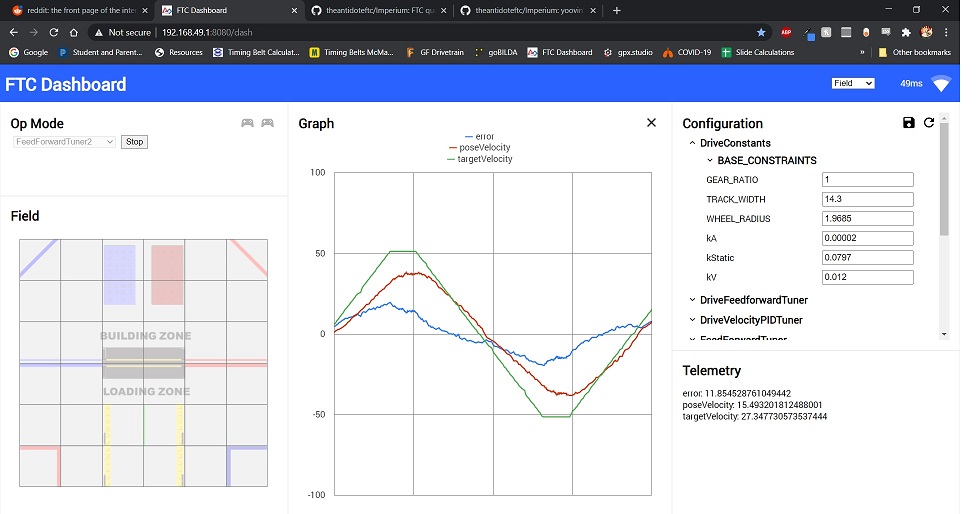 reddit: the front page of the inte
FTC Dashboard
theantidoteftc/Imperium: FTC qu
theantidoteftc/Imperium: yoovin'
Not secure | 192.168.49.1:8080/dash
Google
Student and Parent...
Resources
Timing Belt Calculat...
Timing Belts McMa...
GF Drivetrain
goBILDA
FTC Dashboard
gpx.studio
COVID-19
Slide Calculations
»
Other bookmarks
FTC Dashboard
Field
49ms
Op Mode
FeedForwardTuner2
Stop
Field
BUILDING ZONE
LOADING ZONE
Graph
error
poseVelocity
targetVelocity
100
50
0
-50
-100
Configuration
DriveConstants
BASE_CONSTRAINTS
GEAR_RATIO 1
TRACK_WIDTH 14.3
WHEEL_RADIUS 1.9685
kA 0.00002
kStatic 0.0797
kV 0.012
DriveFeedforwardTuner
DriveVelocityPIDTuner
FeedForwardTuner
Telemetry
error: 11.854528761049442
poseVelocity: 15.493201812488001
targetVelocity: 27.347730573537444